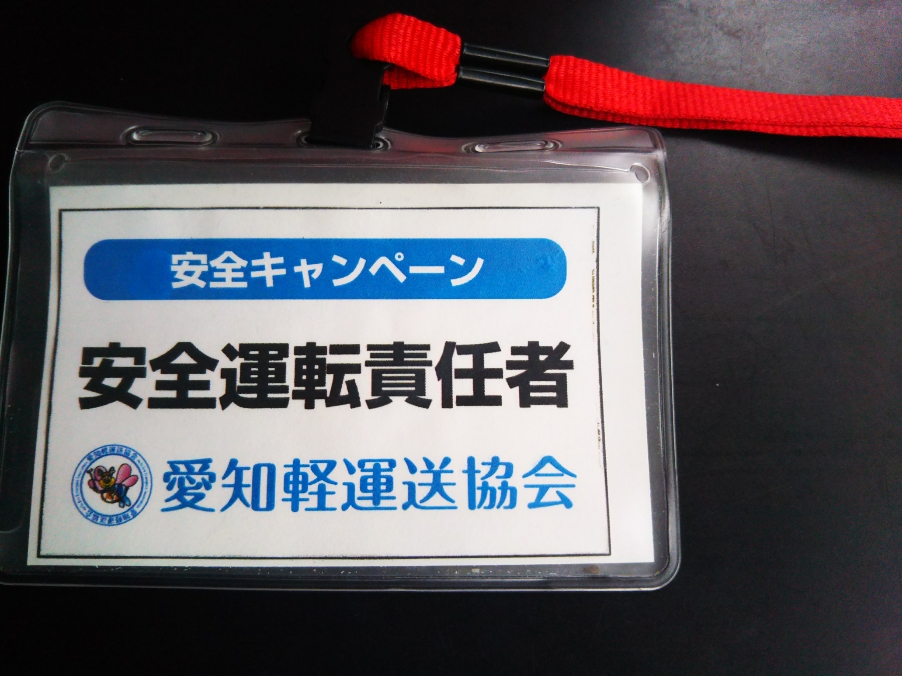 安全キャンペーン
安全運転責任者
愛知軽運送協会